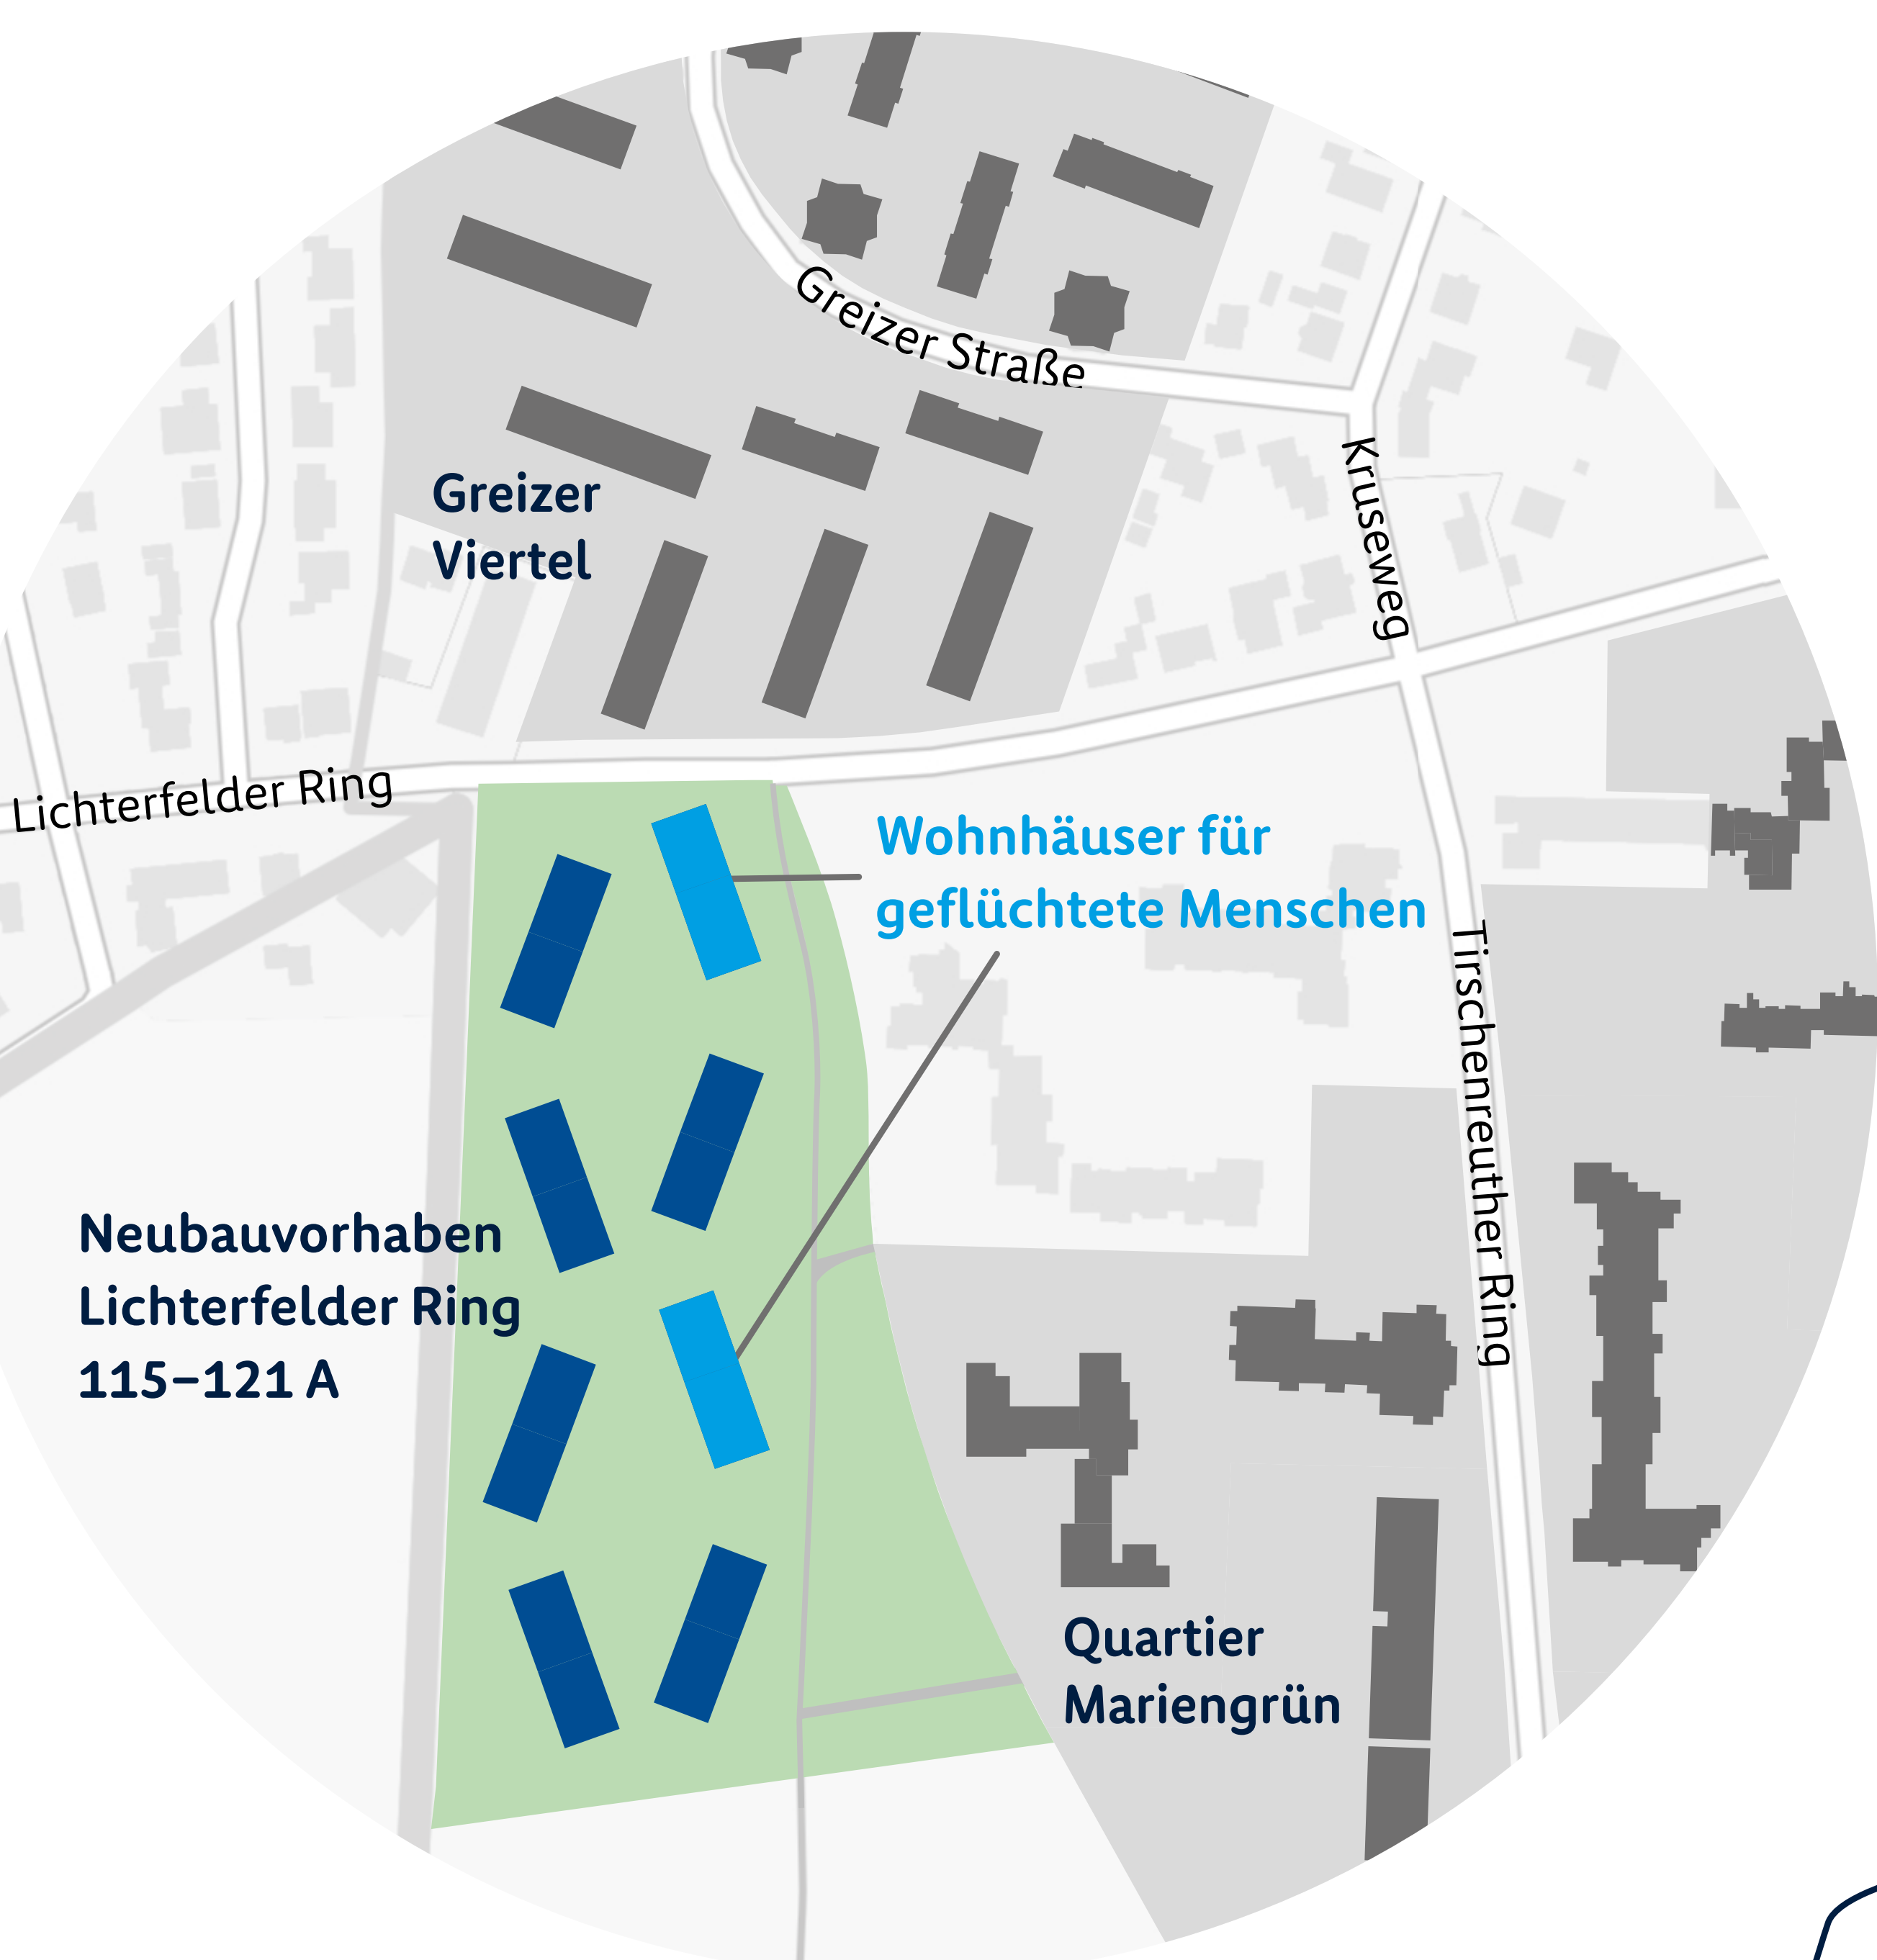 Greizer Straße
Kruseweg
Greizer
Viertel
Lichterfelder Ring
Wohnhäuser für
geflüchtete Menschen
Tirschenreuther Ring
Neubauvorhaben
Lichterfelder Ring
115–121 A
Quartier
Mariengrün